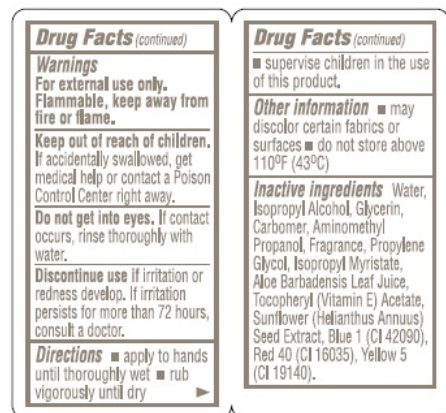 Drug Facts (continued)
Warnings
For external use only.
Flammable, keep away from
fire or flame.
Keep out of reach of children.
If accidentally swallowed, get
medical help or contact a Poison
Control Center right away.
Do not get into eyes. If contact
occurs, rinse thoroughly with
water.
Discontinue use if irritation or
redness develop. If irritation
persists for more than 72 hours,
consult a doctor.
Directions ■ apply to hands
until thoroughly wet ■ rub
vigorously until dry ►
Drug Facts (continued)
■ supervise children in the use
of this product.
Other information ■ may
discolor certain fabrics or
surfaces ■ do not store above
110ºF (43ºC)
Inactive ingredients Water,
Isopropyl Alcohol, Glycerin,
Carbomer, Aminomethyl
Propanol, Fragrance, Propylene
Glycol, Isopropyl Myristate,
Aloe Barbadensis Leaf Juice,
Tocopheryl (Vitamin E) Acetate,
Sunflower (Helianthus Annuus)
Seed Extract, Blue 1 (CI 42090),
Red 40 (CI 16035), Yellow 5
(CI 19140).